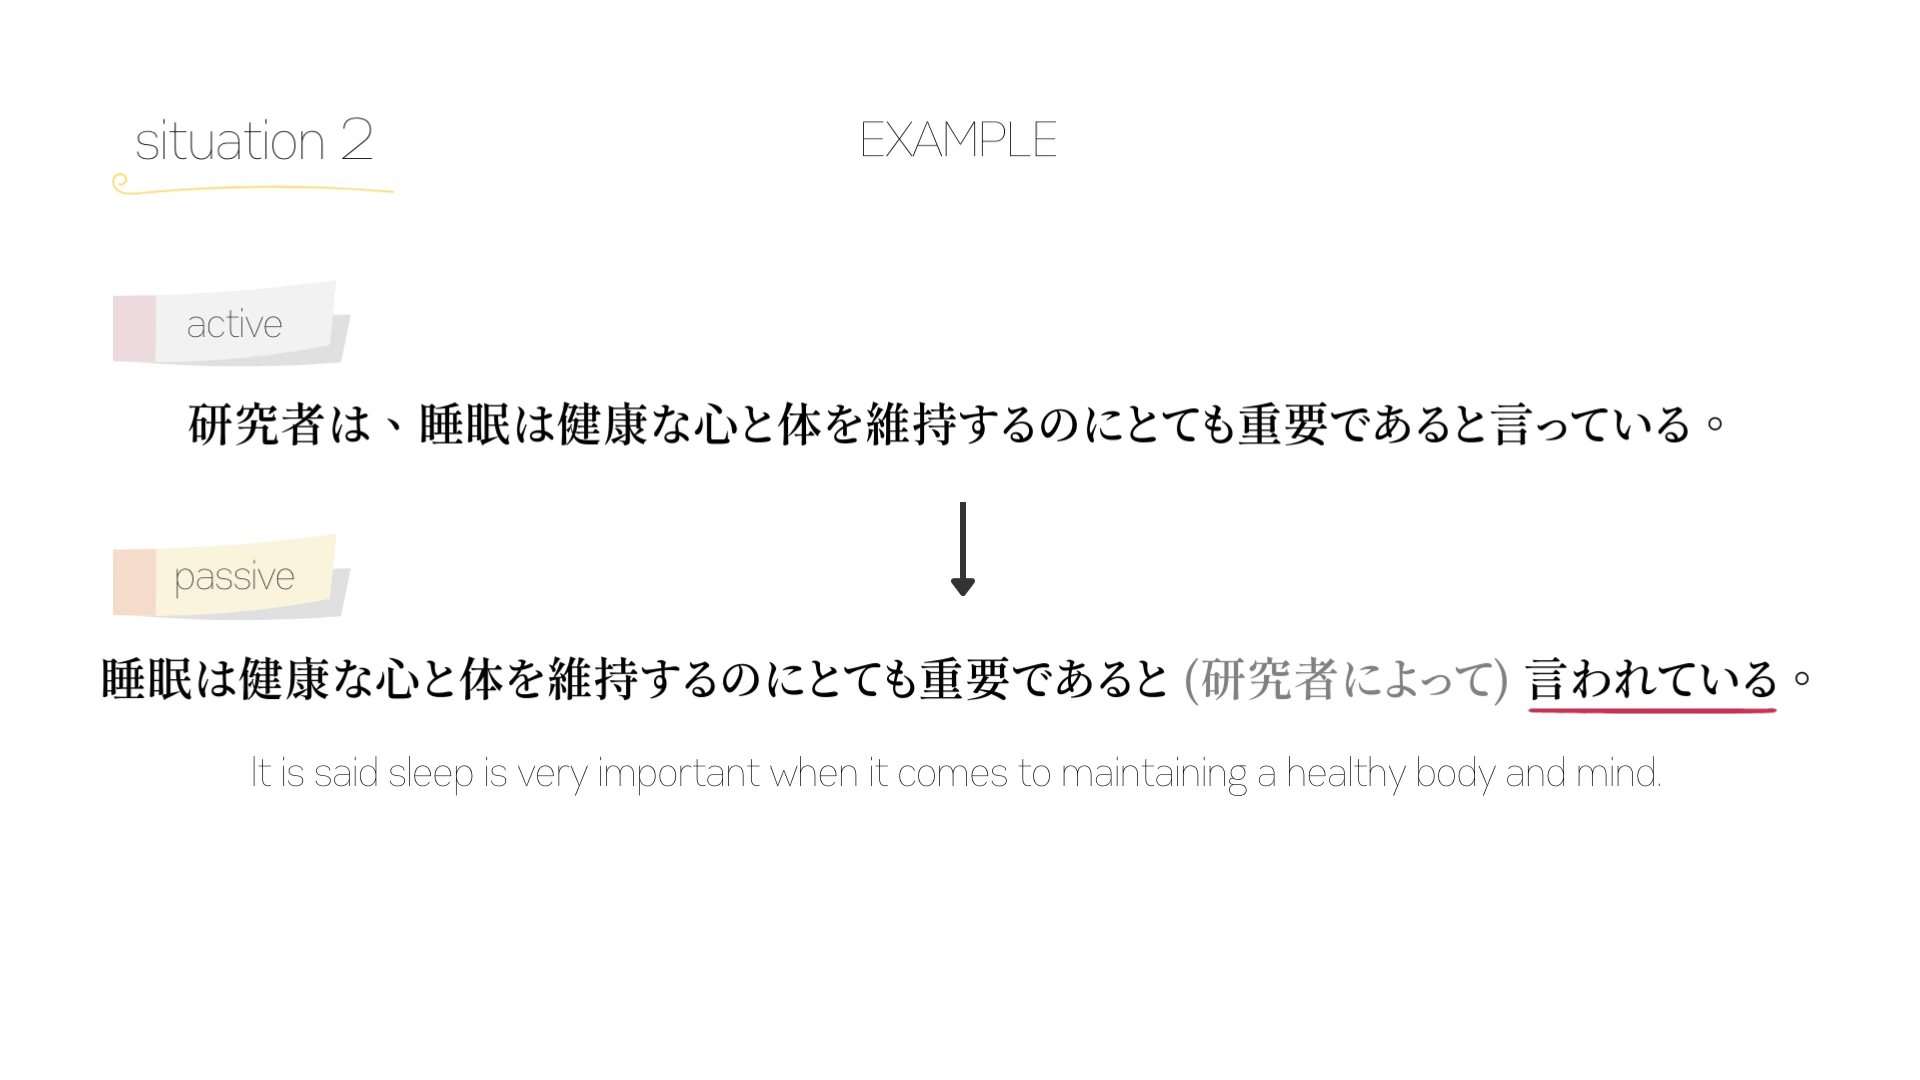 situation 2
EXAMPLE
active
研究者は、睡眠は健康な心と体を維持するのにとても重要であると言っている。
passive
睡眠は健康な心と体を維持するのにとても重要であると (研究者によって) 言われている。
It is said sleep is very important when it comes to maintaining a healthy body and mind.